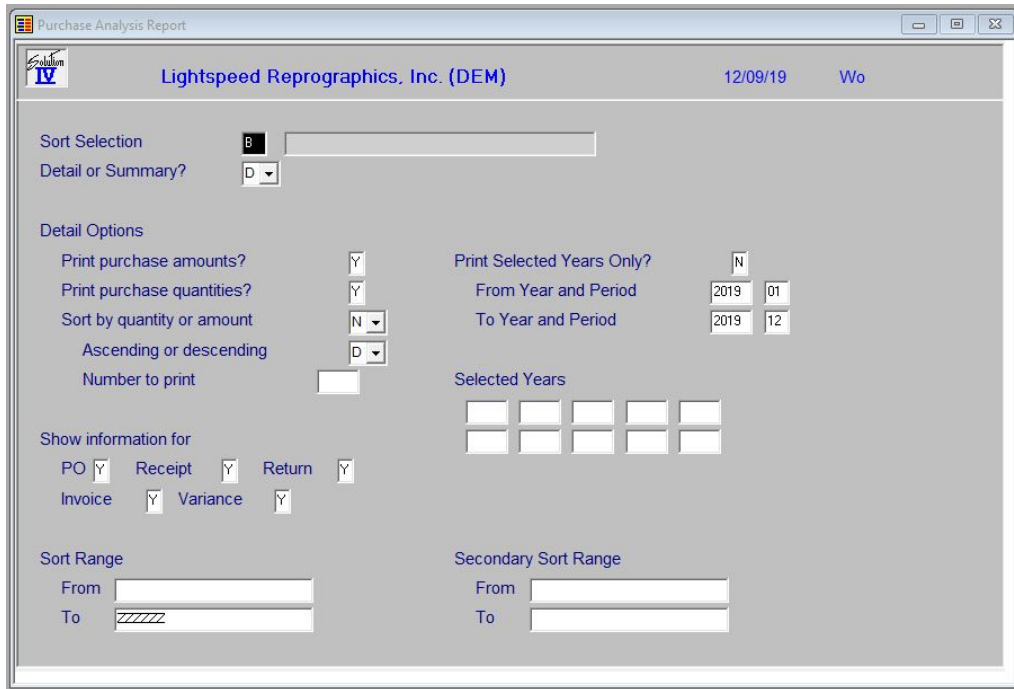 Purchase Analysis Report
Solution
IV
Lightspeed Reprographics, Inc. (DEM) 12/09/19 Wo
Sort Selection B
Detail or Summary? D
Detail Options
Print purchase amounts? Y Print Selected Years Only? N
Print purchase quantities? Y From Year and Period 2019 01
Sort by quantity or amount N To Year and Period 2019 12
Ascending or descending D
Number to print Selected Years
Show information for
PO Y Receipt Y Return Y
Invoice Y Variance Y
Sort Range Secondary Sort Range
From From
To ZZZZZZ To